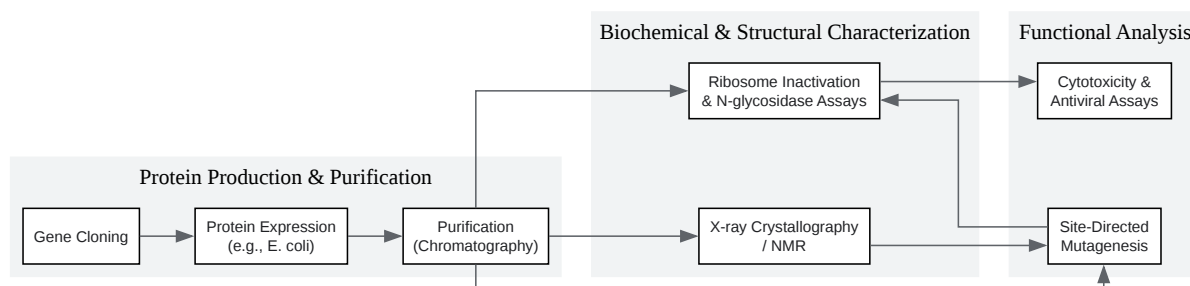 Biochemical & Structural Characterization
Functional Analysis
Ribosome Inactivation
& N-glycosidase Assays
Cytotoxicity &
Antiviral Assays
Protein Production & Purification
Gene Cloning
Protein Expression
(e.g., E. coli)
Purification
(Chromatography)
X-ray Crystallography
/ NMR
Site-Directed
Mutagenesis